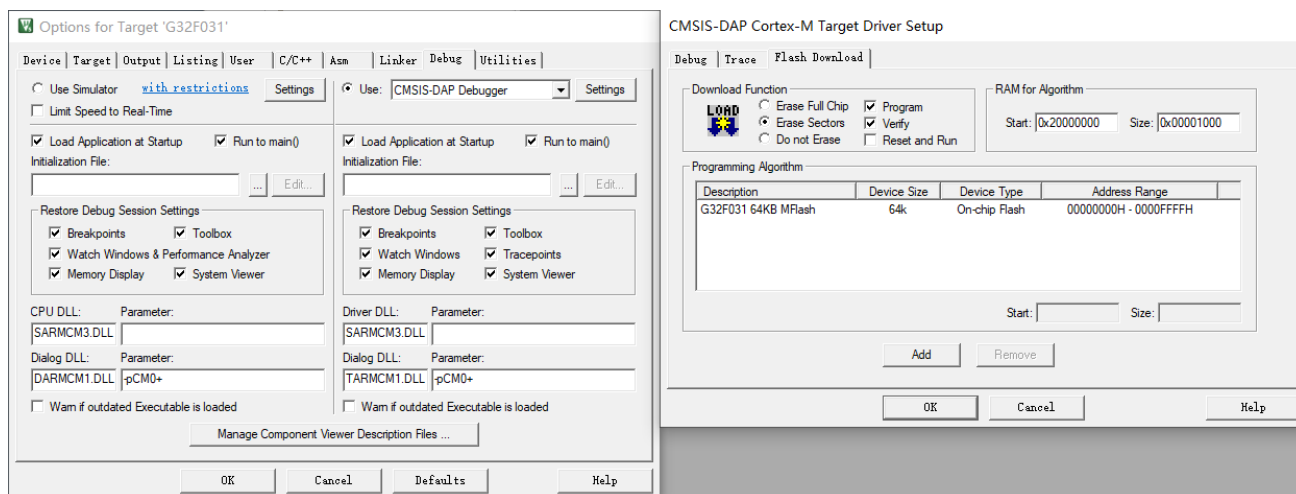 Options for Target 'G32F031'
Device Target Output Listing User C/C++ Asm Linker Debug Utilities
Use Simulator with restrictions Settings
Limit Speed to Real-Time
Use: CMSIS-DAP Debugger Settings
Load Application at Startup Run to main()
Initialization File:
... Edit...
Load Application at Startup Run to main()
Initialization File:
... Edit...
Restore Debug Session Settings
Breakpoints Toolbox
Watch Windows & Performance Analyzer
Memory Display System Viewer
Restore Debug Session Settings
Breakpoints Toolbox
Watch Windows Tracepoints
Memory Display System Viewer
CPU DLL: Parameter:
SARMCM3.DLL
Dialog DLL: Parameter:
DARMCM1.DLL -pCM0+
Warn if outdated Executable is loaded
Driver DLL: Parameter:
SARMCM3.DLL
Dialog DLL: Parameter:
TARMCM1.DLL -pCM0+
Warn if outdated Executable is loaded
Manage Component Viewer Description Files ...
OK Cancel Defaults Help
CMSIS-DAP Cortex-M Target Driver Setup
Debug Trace Flash Download
Download Function
LOAD
Erase Full Chip Program
Erase Sectors Verify
Do not Erase Reset and Run
RAM for Algorithm
Start: 0x20000000 Size: 0x00001000
Programming Algorithm
Description Device Size Device Type Address Range
G32F031 64KB MFlash 64k On-chip Flash 00000000H - 0000FFFFH
Start: Size:
Add Remove
OK Cancel Help